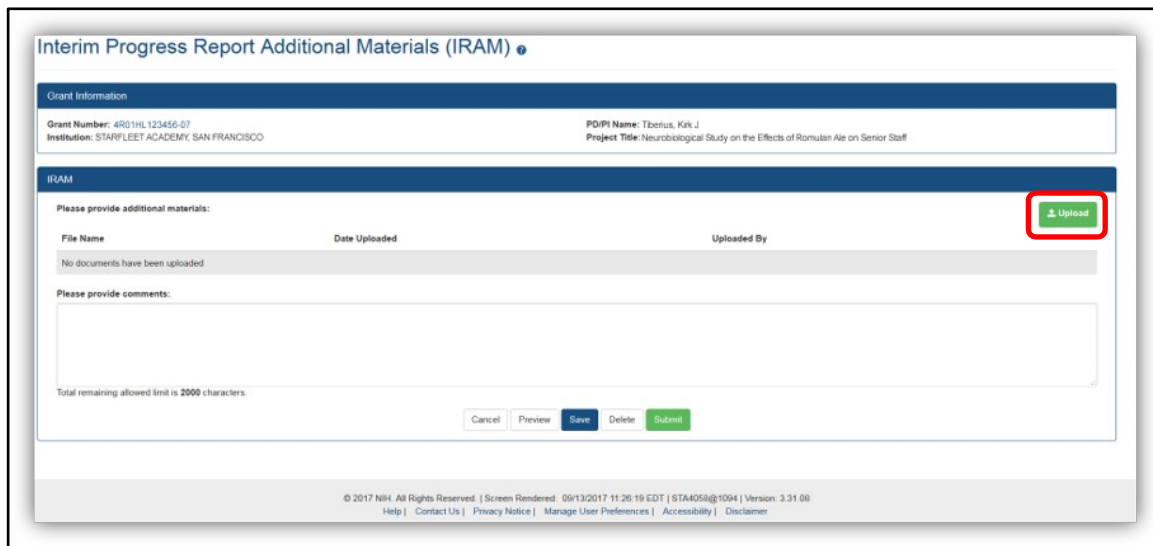 Interim Progress Report Additional Materials (IRAM) ?
Grant Information
Grant Number: 4R01HL123456-07
PD/PI Name: Tiberius, Kirk J
Institution: STARFLEET ACADEMY, SAN FRANCISCO
Project Title: Neurobiological Study on the Effects of Romulan Ale on Senior Staff
IRAM
Please provide additional materials:
Upload
File Name Date Uploaded Uploaded By
No documents have been uploaded
Please provide comments:
Total remaining allowed limit is 2000 characters.
Cancel Preview Save Delete Submit
© 2017 NIH. All Rights Reserved. | Screen Rendered: 09/13/2017 11:26:19 EDT | STA4058@1094 | Version: 3.31.08
Help | Contact Us | Privacy Notice | Manage User Preferences | Accessibility | Disclaimer